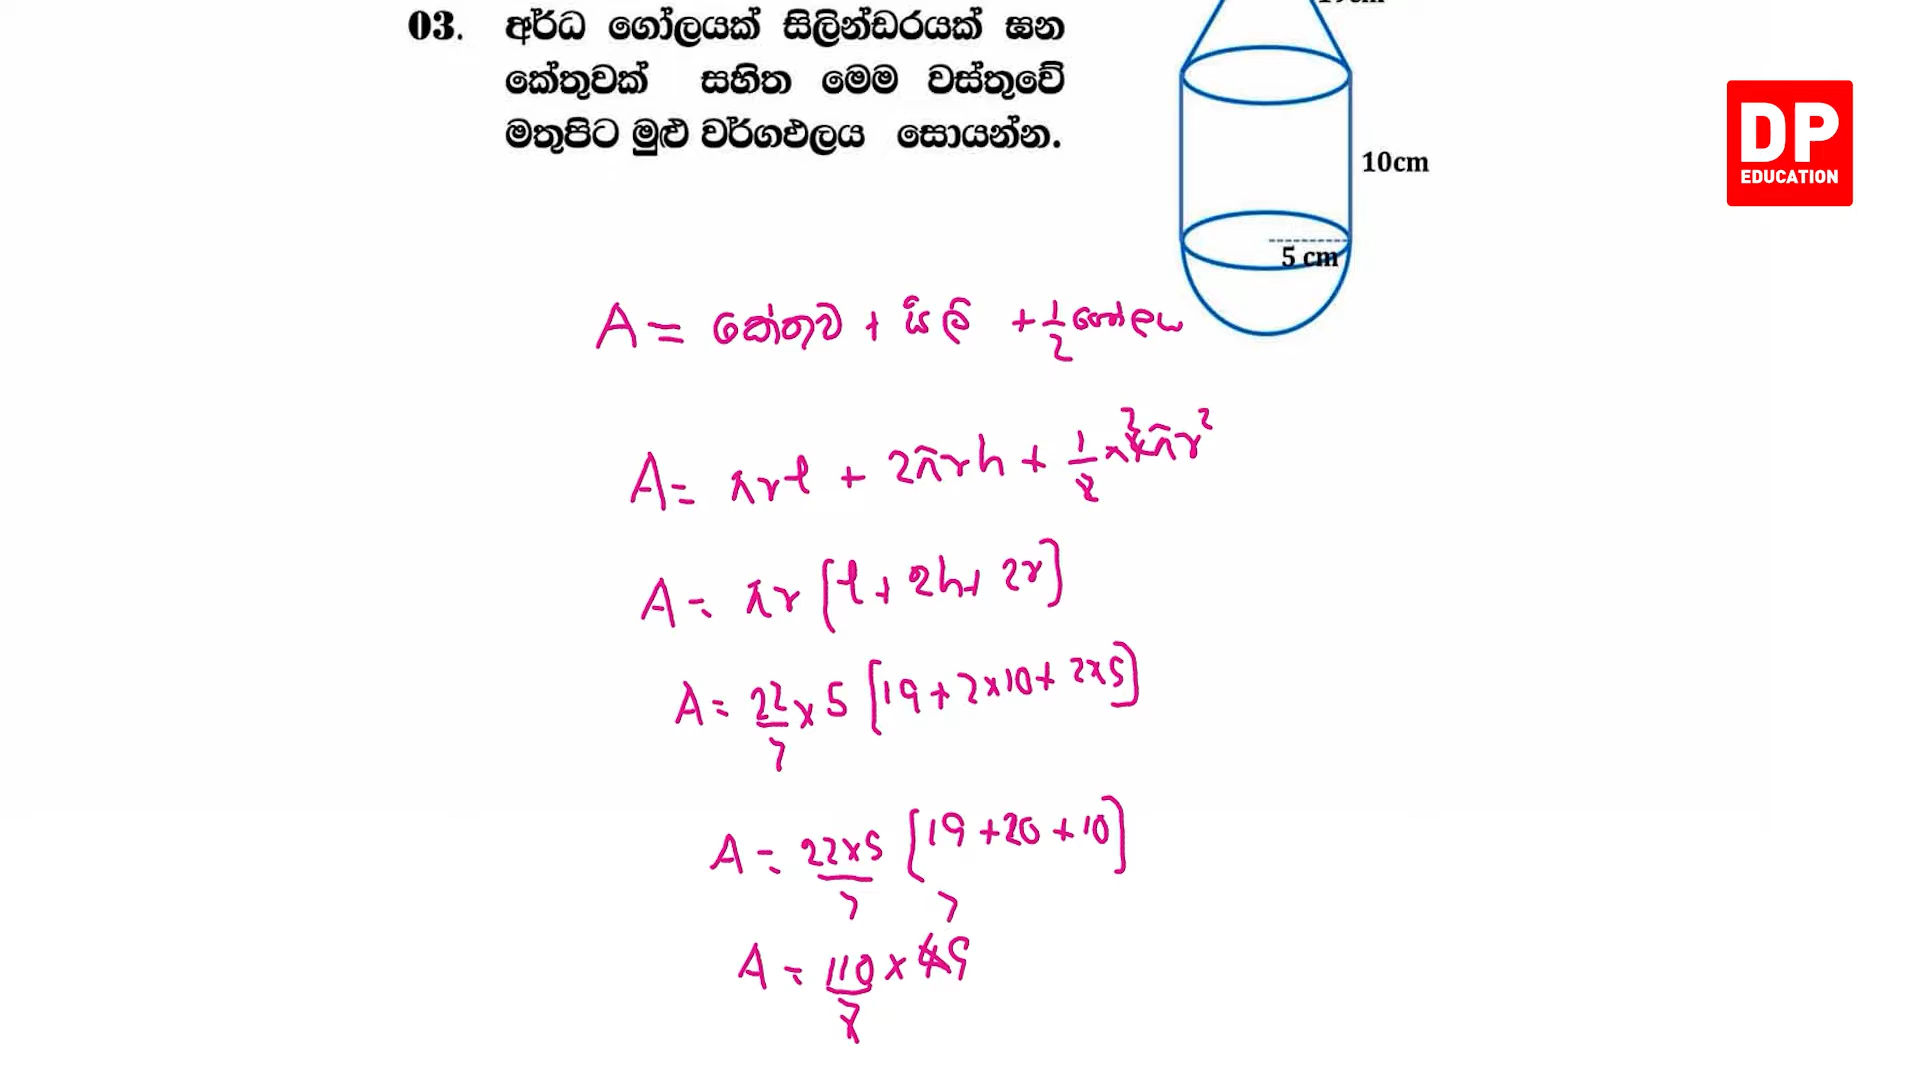 03. අර්ධ ගෝලයක් සිලින්ඩරයක් ඝන
කේතුවක් සහිත මෙම වස්තුවේ
මතුපිට මුළු වර්ගඵලය සොයන්න.
10cm
5 cm
DP
EDUCATION
A = කේතුව + සිලි + 1/2 ගෝලය
A = πrl + 2πrh + 1/2 × 4πr²
A = πr [l + 2h + 2r]
A = 22/7 × 5 [19 + 2×10 + 2×5]
A = 22×5/7 [19 + 20 + 10]
A = 110/7 × 49 7